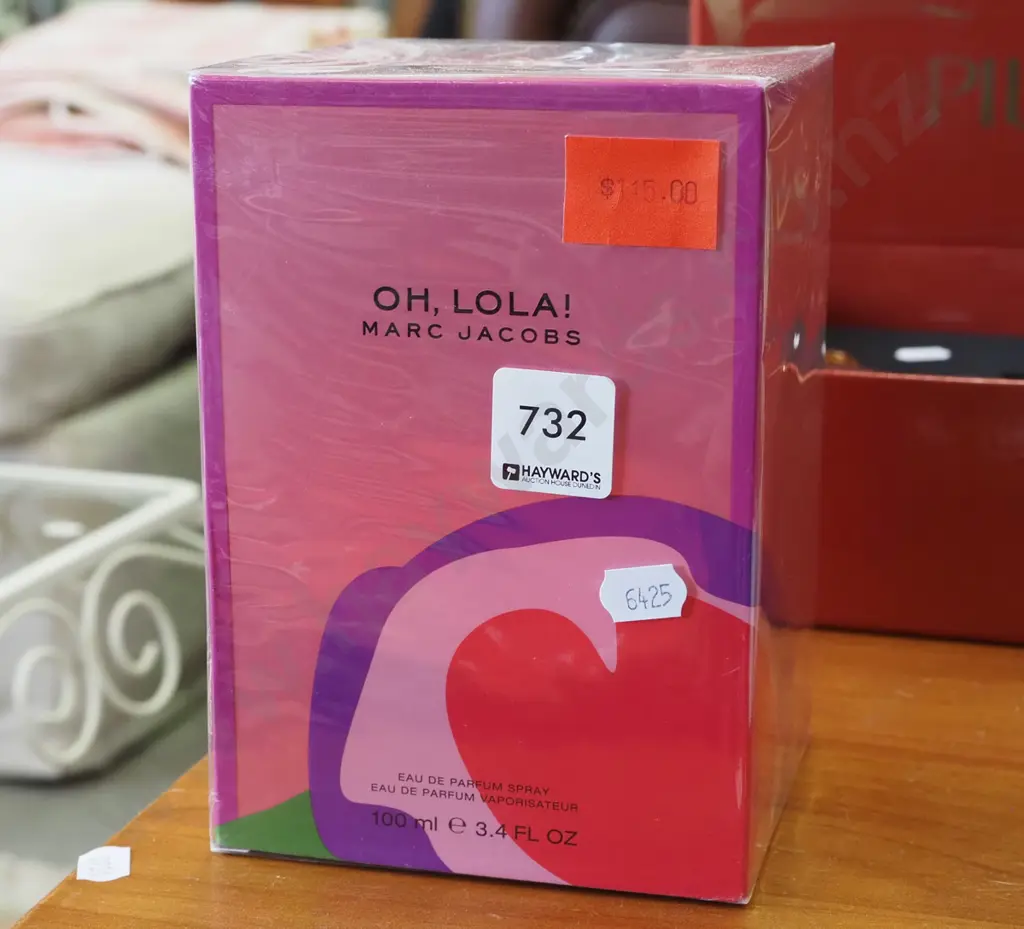 $115.00
OH, LOLA!
MARC JACOBS
732
HAYWARD'S
AUCTION HOUSE DUNEDIN
6425
EAU DE PARFUM SPRAY
EAU DE PARFUM VAPORISATEUR
100 ml ℮ 3.4 FL OZ